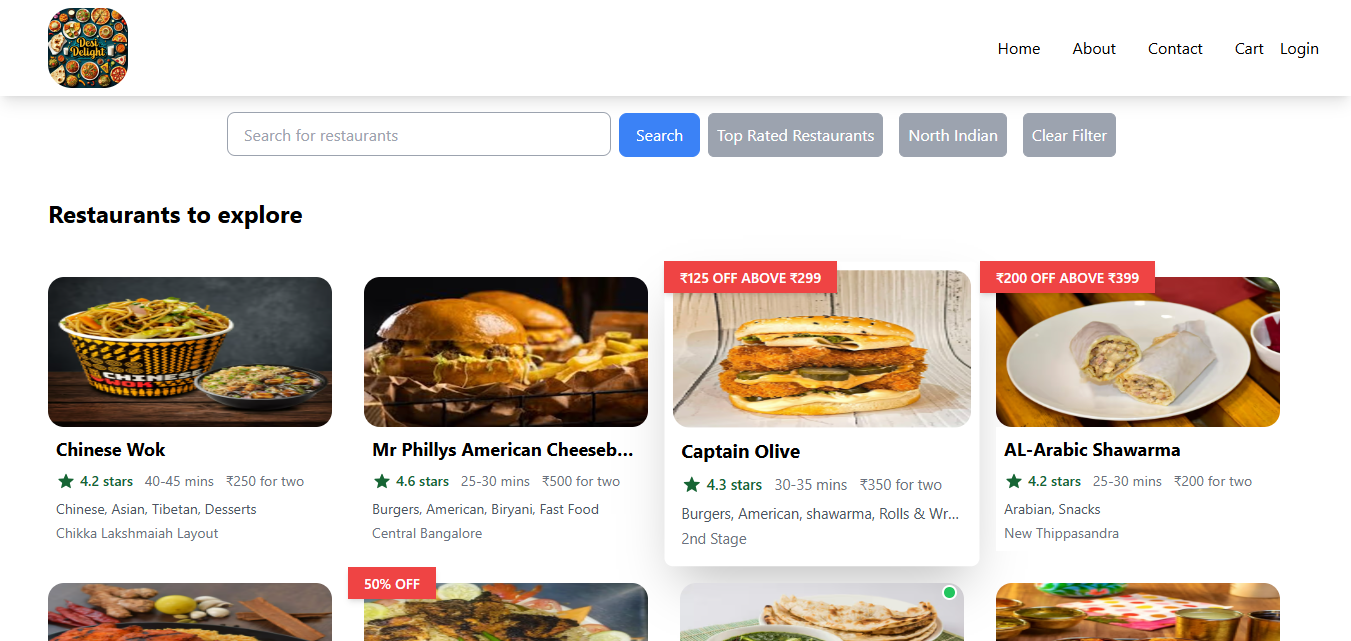 Desi
Delight
Home About Contact Cart Login
Search for restaurants Search Top Rated Restaurants North Indian Clear Filter
Restaurants to explore
₹125 OFF ABOVE ₹299 ₹200 OFF ABOVE ₹399
CHINESE
WOK
Chinese Wok Mr Phillys American Cheeseb... Captain Olive AL-Arabic Shawarma
4.2 stars 40-45 mins ₹250 for two 4.6 stars 25-30 mins ₹500 for two 4.3 stars 30-35 mins ₹350 for two 4.2 stars 25-30 mins ₹200 for two
Chinese, Asian, Tibetan, Desserts Burgers, American, Biryani, Fast Food Burgers, American, shawarma, Rolls & Wr... Arabian, Snacks
Chikka Lakshmaiah Layout Central Bangalore 2nd Stage New Thippasandra
50% OFF